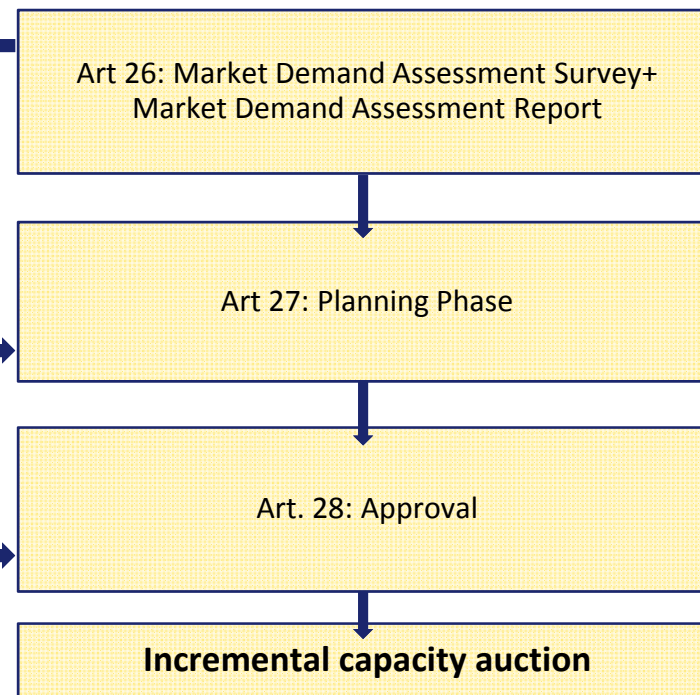 Art 26: Market Demand Assessment Survey+
Market Demand Assessment Report
Art 27: Planning Phase
Art. 28: Approval
Incremental capacity auction